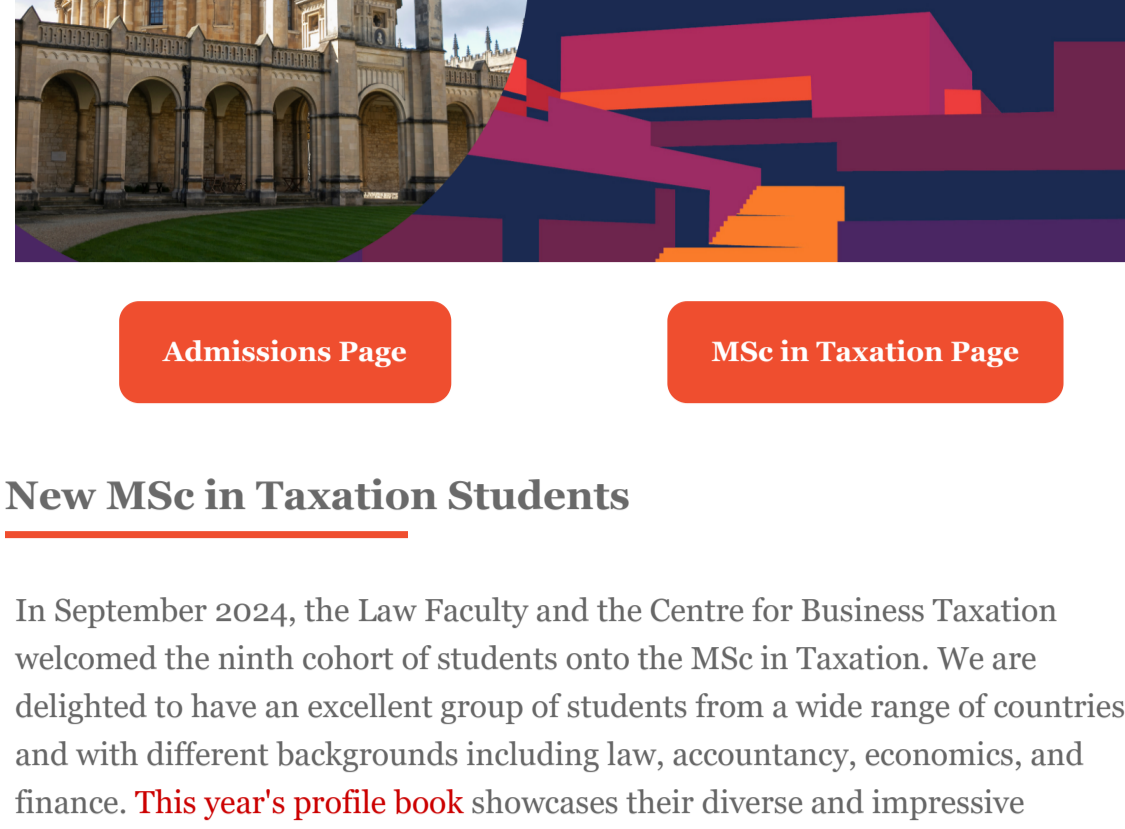 Admissions Page
MSc in Taxation Page
New MSc in Taxation Students
In September 2024, the Law Faculty and the Centre for Business Taxation
welcomed the ninth cohort of students onto the MSc in Taxation. We are
delighted to have an excellent group of students from a wide range of countries
and with different backgrounds including law, accountancy, economics, and
finance. This year's profile book showcases their diverse and impressive